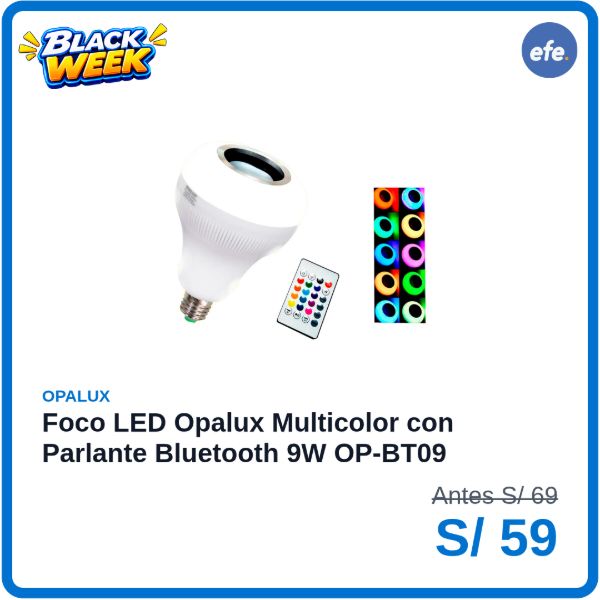 BLACK
WEEK
efe.
OPALUX
Foco LED Opalux Multicolor con
Parlante Bluetooth 9W OP-BT09
Antes S/ 69
S/ 59